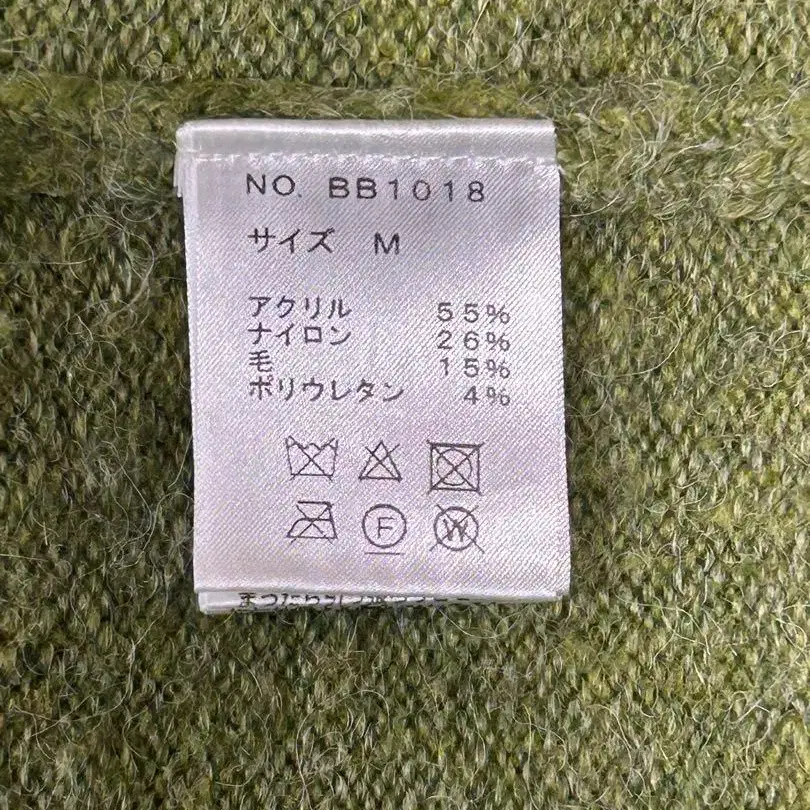 NO. BB1018
サイズ M
アクリル 55%
ナイロン 26%
毛 15%
ポリウレタン 4%
F W